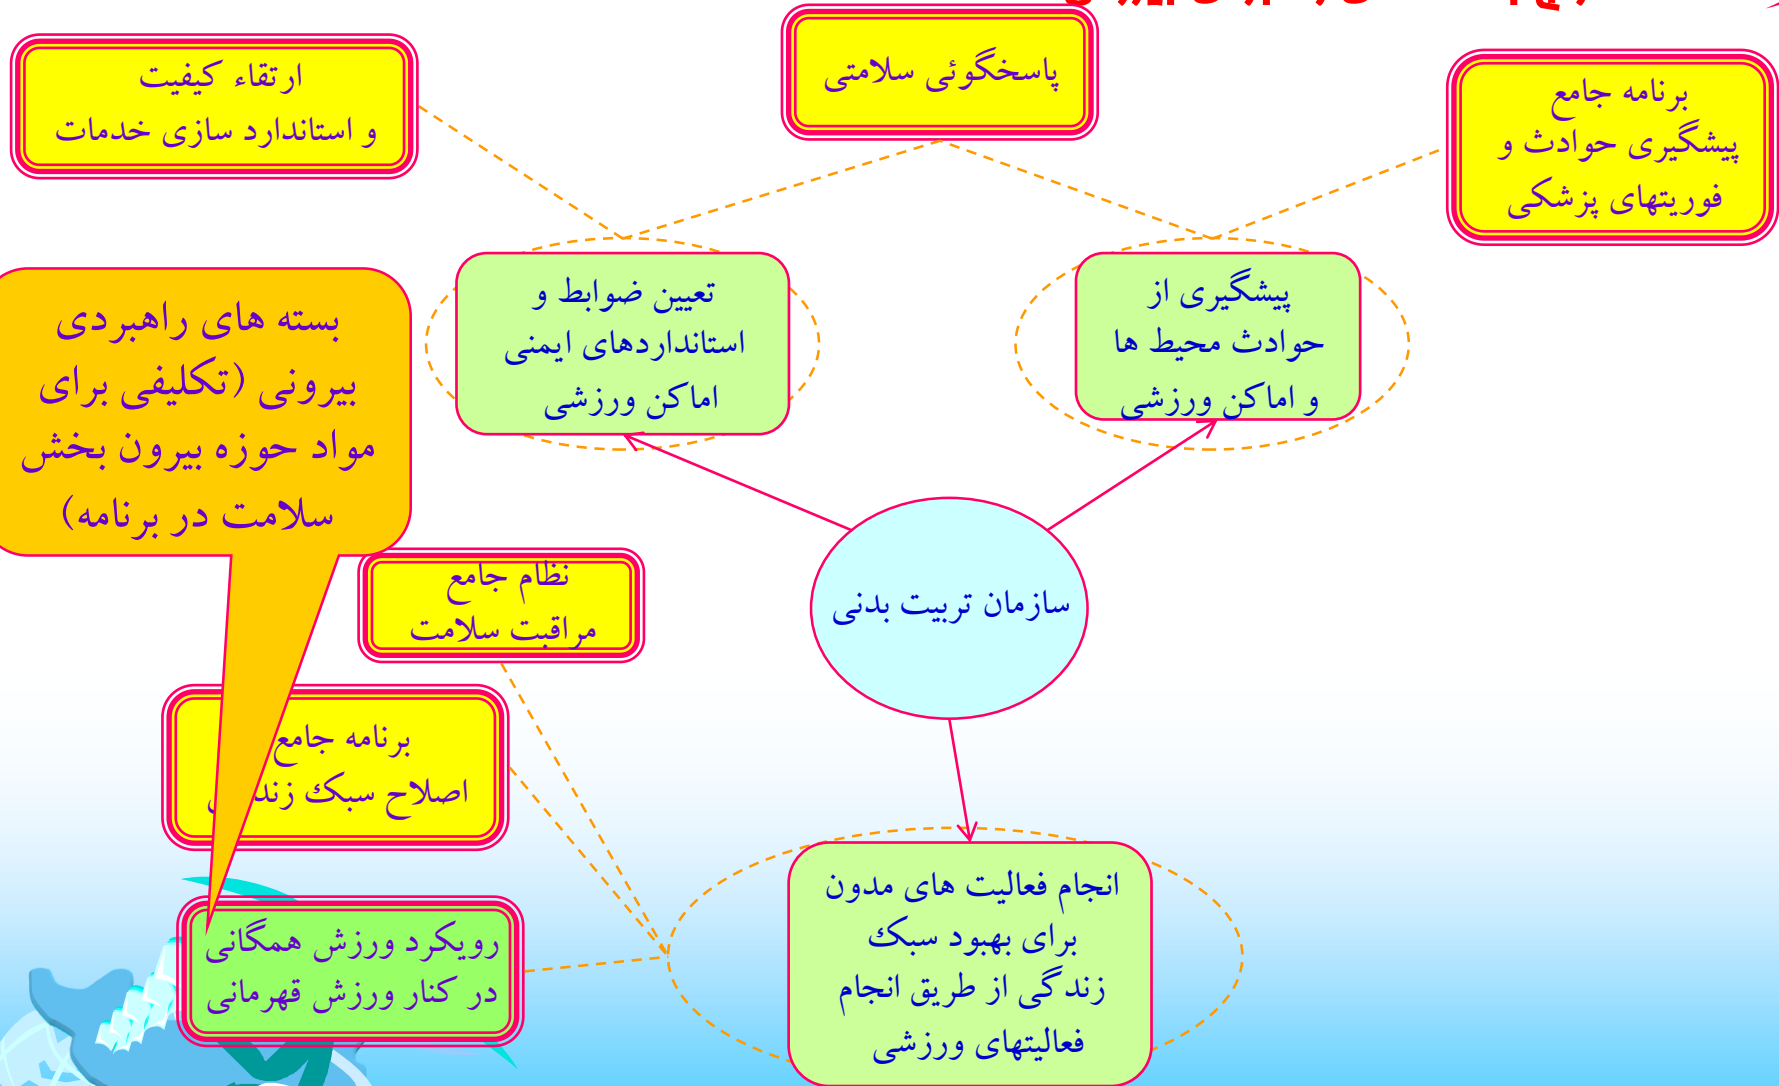 پاسخگوئی سلامتی
برنامه جامع
پیشگیری حوادث و
فوریتهای پزشکی
ارتقاء کیفیت
و استاندارد سازی خدمات
پیشگیری از
حوادث محیط ها
و اماکن ورزشی
تعیین ضوابط و
استانداردهای ایمنی
اماکن ورزشی
بسته های راهبردی
بیرونی (تکلیفی برای
مواد حوزه بیرون بخش
سلامت در برنامه)
سازمان تربیت بدنی
نظام جامع
مراقبت سلامت
برنامه جامع
اصلاح سبک
رویکرد ورزش همگانی
در کنار ورزش قهرمانی
انجام فعالیت های مدون
برای بهبود سبک
زندگی از طریق انجام
فعالیتهای ورزشی